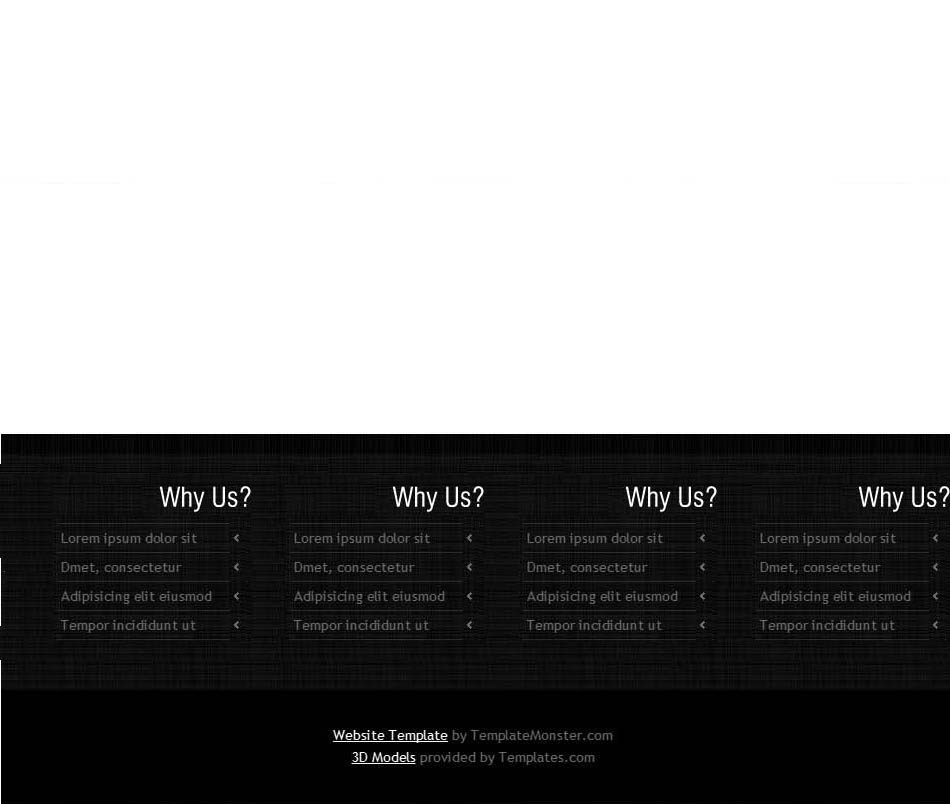 Why Us?
Lorem ipsum dolor sit
Dmet, consectetur
Adipisicing elit eiusmod
Tempor incididunt ut
Why Us?
Lorem ipsum dolor sit
Dmet, consectetur
Adipisicing elit eiusmod
Tempor incididunt ut
Why Us?
Lorem ipsum dolor sit
Dmet, consectetur
Adipisicing elit eiusmod
Tempor incididunt ut
Why Us?
Lorem ipsum dolor sit
Dmet, consectetur
Adipisicing elit eiusmod
Tempor incididunt ut
Website Template by TemplateMonster.com
3D Models provided by Templates.com